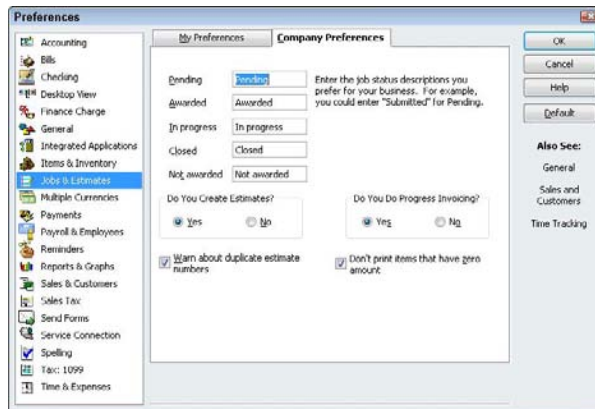 Preferences
Accounting
Bills
Checking
Desktop View
Finance Charge
General
Integrated Applications
Items & Inventory
Jobs & Estimates
Multiple Currencies
Payments
Payroll & Employees
Reminders
Reports & Graphs
Sales & Customers
Sales Tax
Send Forms
Service Connection
Spelling
Tax: 1099
Time & Expenses
My Preferences
Company Preferences
Pending Pending
Awarded Awarded
In progress In progress
Closed Closed
Not awarded Not awarded
Enter the job status descriptions you
prefer for your business. For example,
you could enter "Submitted" for Pending.
Do You Create Estimates?
Yes No
Do You Do Progress Invoicing?
Yes No
Warn about duplicate estimate
numbers
Don't print items that have zero
amount
OK
Cancel
Help
Default
Also See:
General
Sales and
Customers
Time Tracking